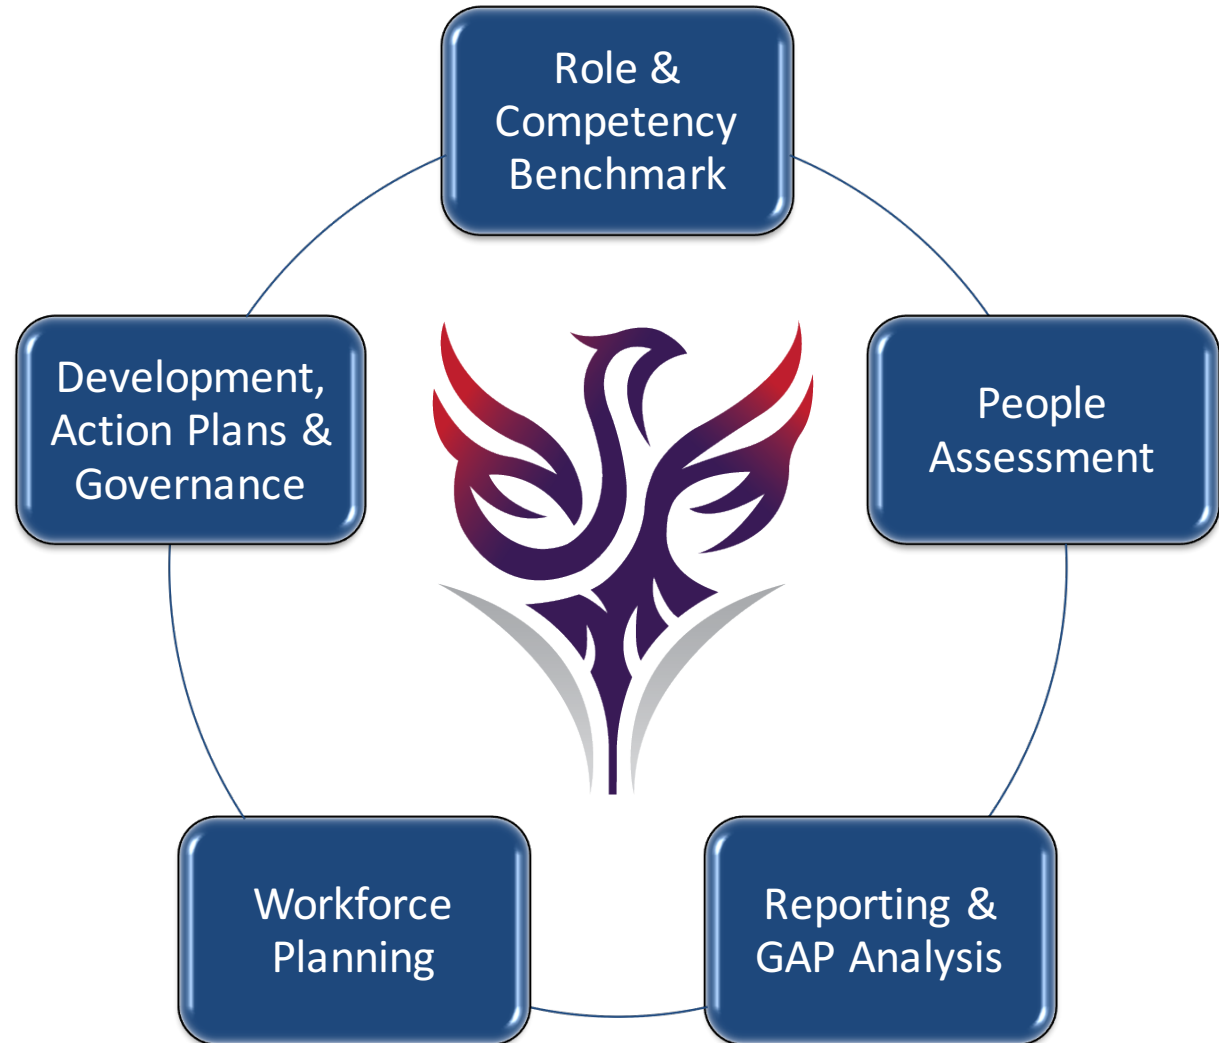 Role &
Competency
Benchmark
People
Assessment
Reporting &
GAP Analysis
Workforce
Planning
Development,
Action Plans &
Governance